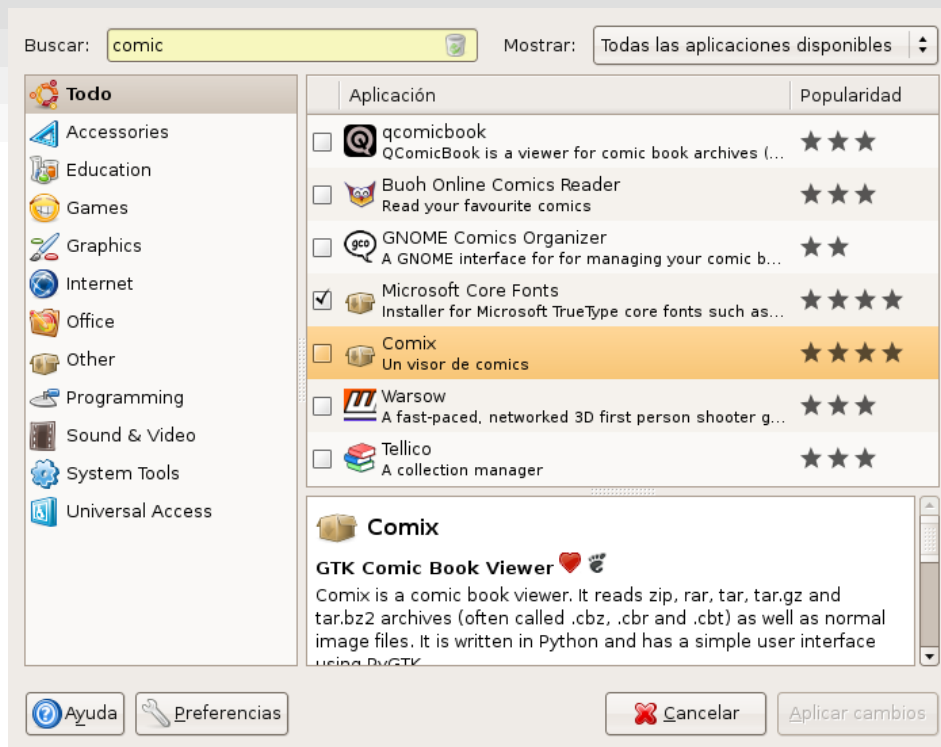 Buscar: comic Mostrar: Todas las aplicaciones disponibles
Todo
Accessories
Education
Games
Graphics
Internet
Office
Other
Programming
Sound & Video
System Tools
Universal Access
Aplicación Popularidad
qcomicbook
QComicBook is a viewer for comic book archives (...
Buoh Online Comics Reader
Read your favourite comics
gco
GNOME Comics Organizer
A GNOME interface for for managing your comic b...
Microsoft Core Fonts
Installer for Microsoft TrueType core fonts such as...
Comix
Un visor de comics
Warsow
A fast-paced, networked 3D first person shooter g...
Tellico
A collection manager
Comix
GTK Comic Book Viewer
Comix is a comic book viewer. It reads zip, rar, tar, tar.gz and
tar.bz2 archives (often called .cbz, .cbr and .cbt) as well as normal
image files. It is written in Python and has a simple user interface
using PyGTK
Ayuda Preferencias Cancelar Aplicar cambios